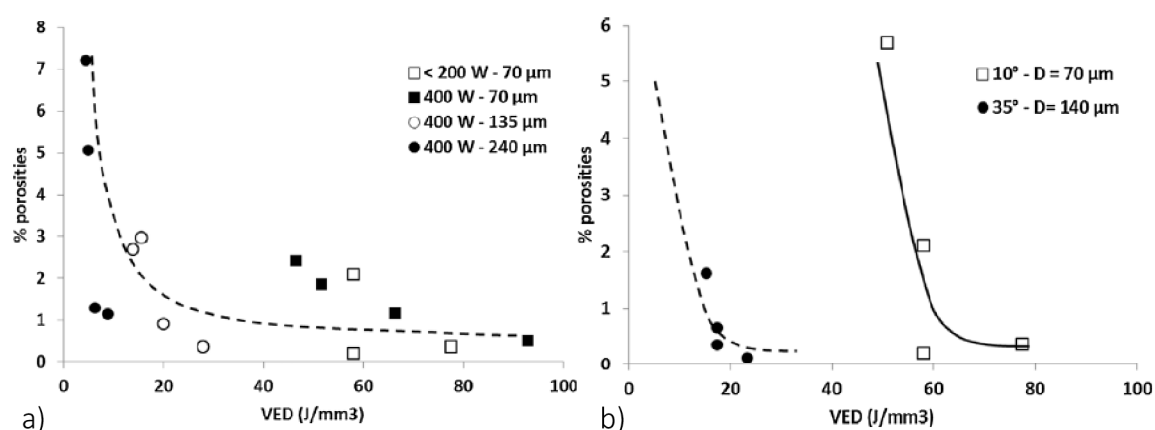 8
7
6
5
4
3
2
1
0
% porosities
0
20
40
60
80
100
VED (J/mm3)
< 200 W - 70 µm
400 W - 70 µm
400 W - 135 µm
400 W - 240 µm
a)
6
5
4
3
2
1
0
% porosities
0
20
40
60
80
100
VED (J/mm3)
10° - D = 70 µm
35° - D= 140 µm
b)